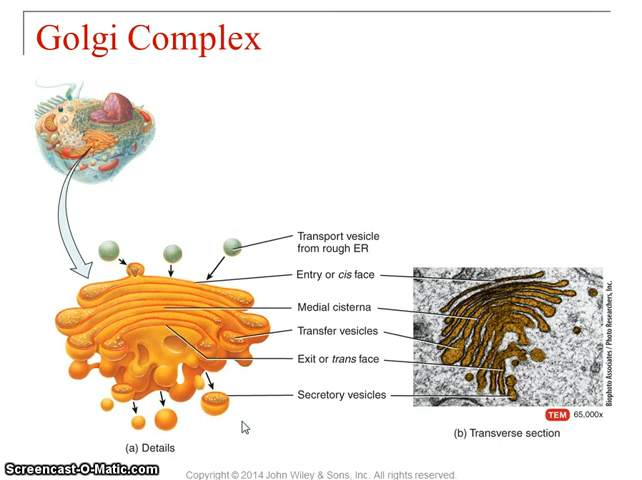 Golgi Complex
Transport vesicle
from rough ER
Entry or cis face
Medial cisterna
Transfer vesicles
Exit or trans face
Secretory vesicles
Biophoto Associates / Photo Researchers, Inc.
TEM 65,000x
(a) Details
(b) Transverse section
Screencast-O-Matic.com
Copyright © 2014 John Wiley & Sons, Inc. All rights reserved.